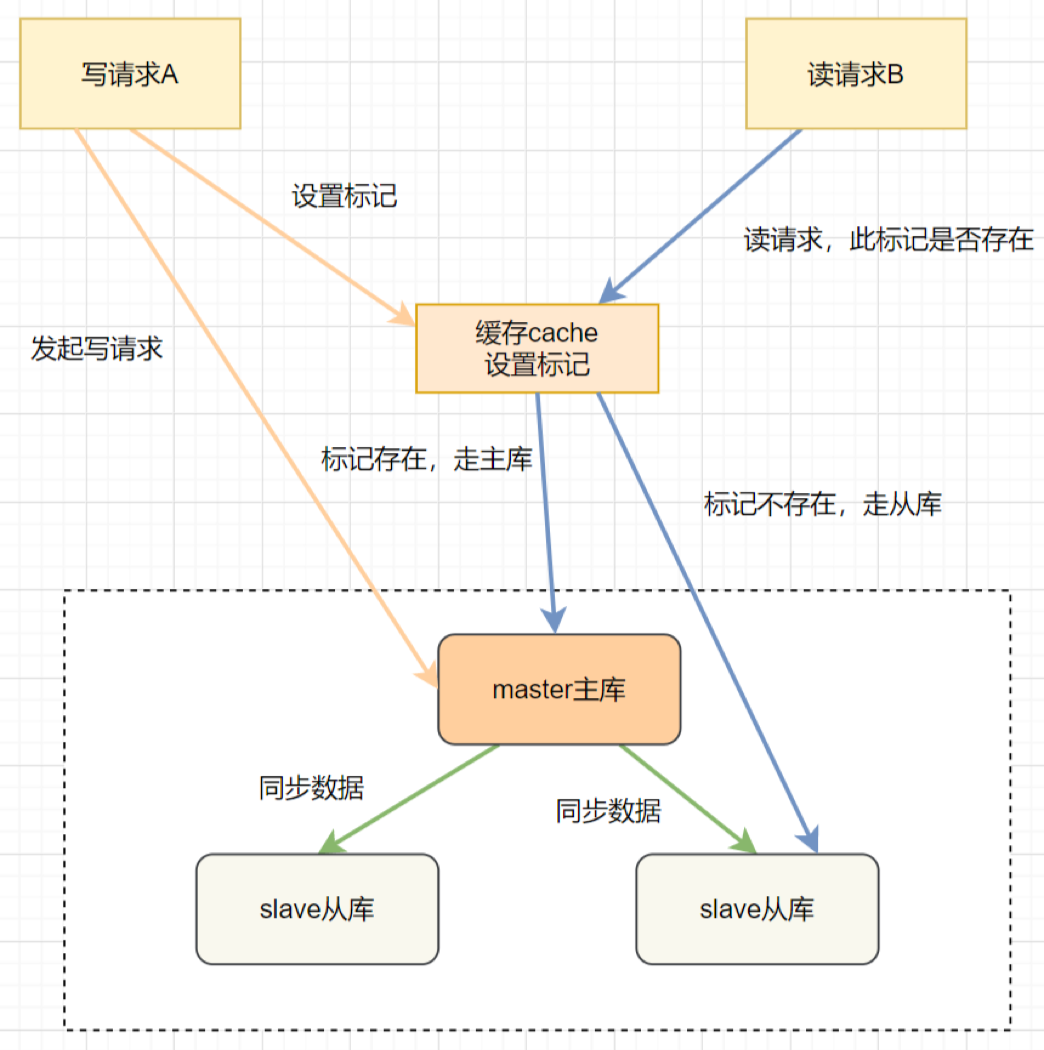 写请求A
读请求B
设置标记
读请求，此标记是否存在
缓存cache
设置标记
发起写请求
标记存在，走主库
标记不存在，走从库
master主库
同步数据
同步数据
slave从库
slave从库